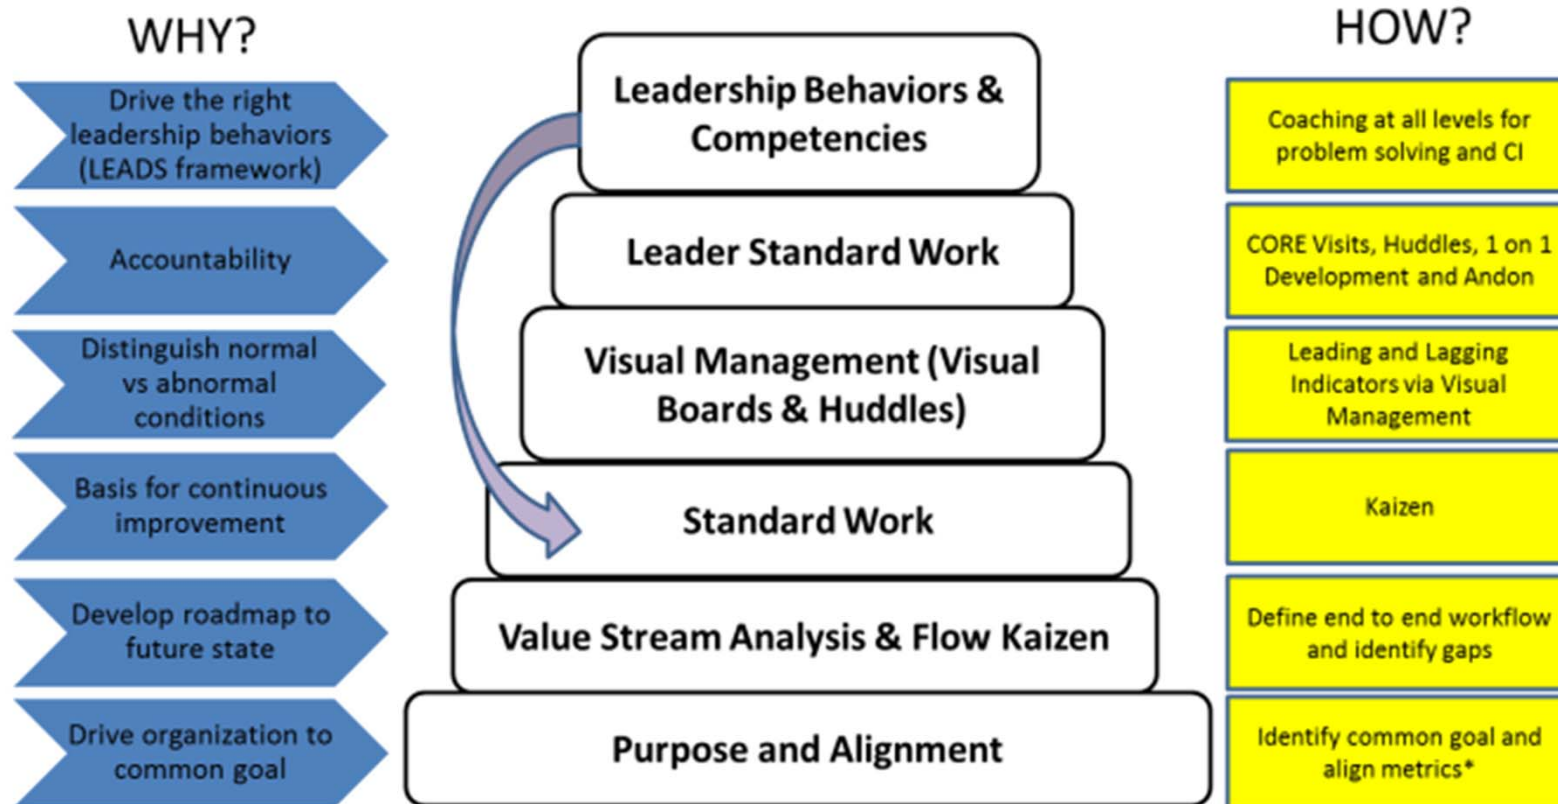 WHY?
HOW?
Drive the right
leadership behaviors
(LEADS framework)
Leadership Behaviors &
Competencies
Coaching at all levels for
problem solving and CI
Accountability
Leader Standard Work
CORE Visits, Huddles, 1 on 1
Development and Andon
Distinguish normal
vs abnormal
conditions
Visual Management (Visual
Boards & Huddles)
Leading and Lagging
Indicators via Visual
Management
Basis for continuous
improvement
Standard Work
Kaizen
Develop roadmap to
future state
Value Stream Analysis & Flow Kaizen
Define end to end workflow
and identify gaps
Drive organization to
common goal
Purpose and Alignment
Identify common goal and
align metrics*